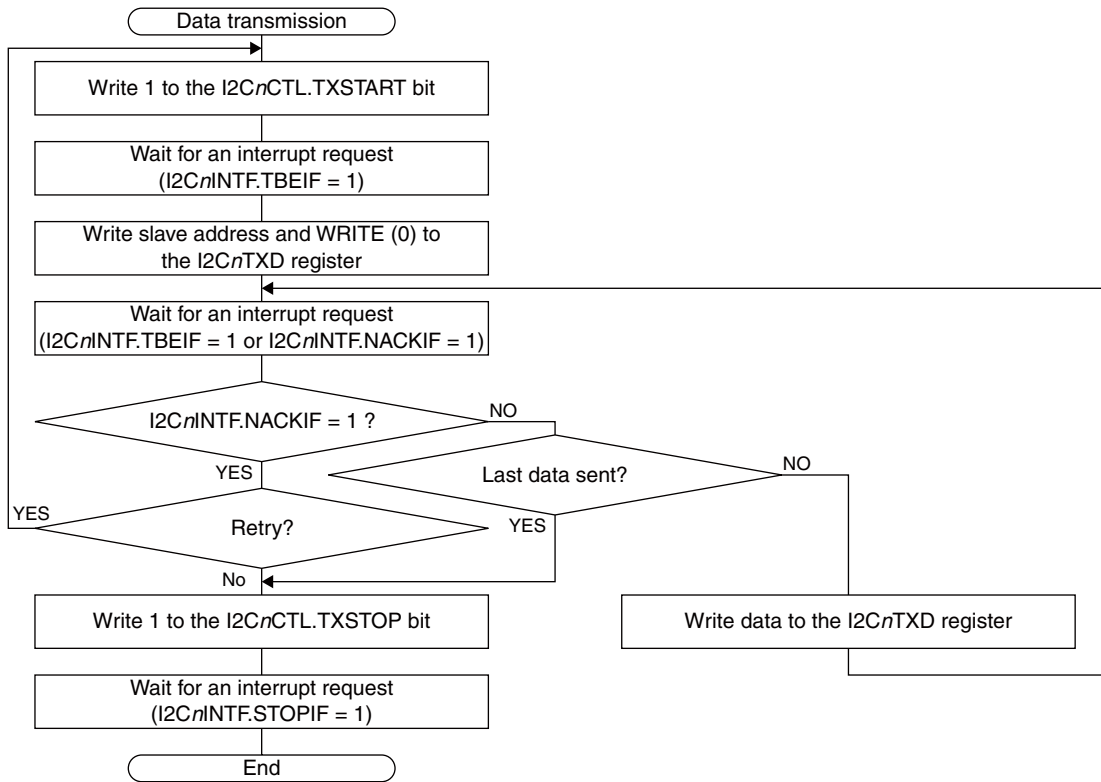 Data transmission
Write 1 to the I2CnCTL.TXSTART bit
Wait for an interrupt request
(I2CnINTF.TBEIF = 1)
Write slave address and WRITE (0) to
the I2CnTXD register
Wait for an interrupt request
(I2CnINTF.TBEIF = 1 or I2CnINTF.NACKIF = 1)
I2CnINTF.NACKIF = 1 ?
NO
YES
Last data sent?
NO
YES
Retry?
YES
No
Write 1 to the I2CnCTL.TXSTOP bit
Write data to the I2CnTXD register
Wait for an interrupt request
(I2CnINTF.STOPIF = 1)
End